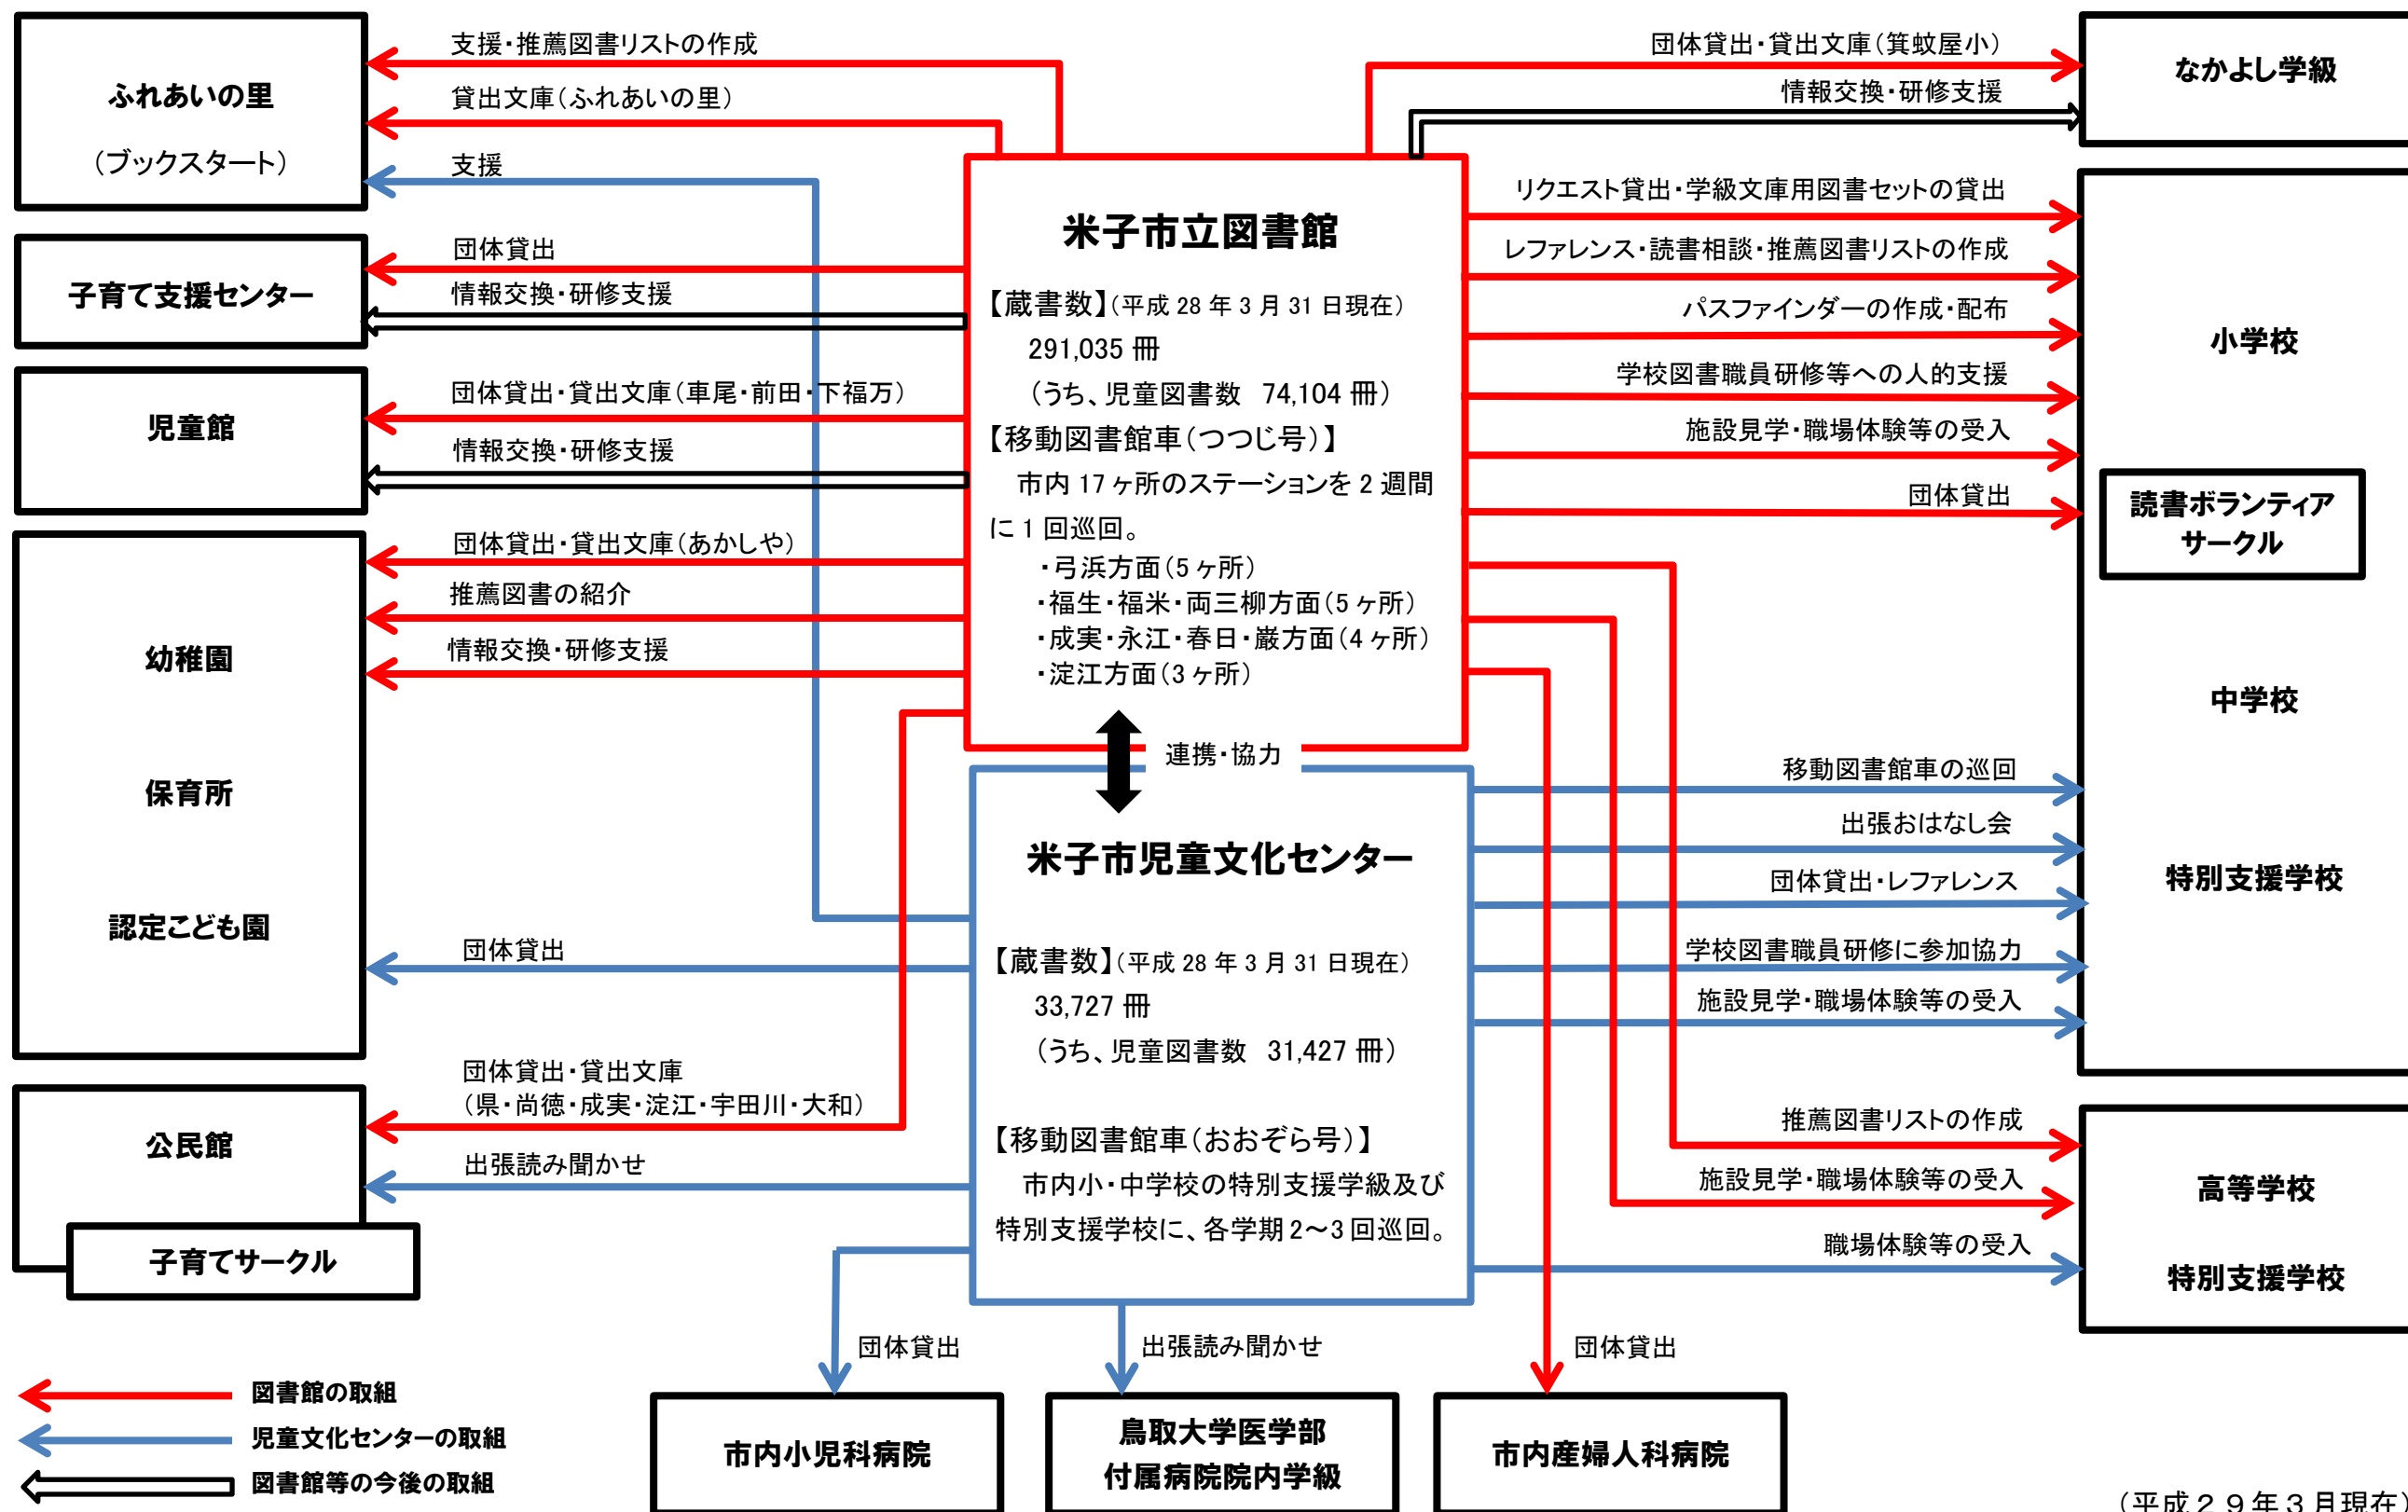 ふれあいの里
（ブックスタート）
子育て支援センター
児童館
幼稚園
保育所
認定こども園
公民館
子育てサークル
支援・推薦図書リストの作成
貸出文庫（ふれあいの里）
支援
団体貸出
情報交換・研修支援
団体貸出・貸出文庫（車尾・前田・下福万）
情報交換・研修支援
団体貸出・貸出文庫（あかしや）
推薦図書の紹介
情報交換・研修支援
団体貸出
団体貸出・貸出文庫
（県・尚徳・成実・淀江・宇田川・大和）
出張読み聞かせ
米子市立図書館
【蔵書数】（平成 28 年 3 月 31 日現在）
291,035 冊
（うち、児童図書数 74,104 冊）
【移動図書館車（つつじ号）】
市内 17 ヶ所のステーションを 2 週間
に 1 回巡回。
・弓浜方面（5 ヶ所）
・福生・福米・両三柳方面（5 ヶ所）
・成実・永江・春日・巌方面（4 ヶ所）
・淀江方面（3 ヶ所）
連携・協力
米子市児童文化センター
【蔵書数】（平成 28 年 3 月 31 日現在）
33,727 冊
（うち、児童図書数 31,427 冊）
【移動図書館車（おおぞら号）】
市内小・中学校の特別支援学級及び
特別支援学校に、各学期 2～3 回巡回。
団体貸出・貸出文庫（箕蚊屋小）
情報交換・研修支援
リクエスト貸出・学級文庫用図書セットの貸出
レファレンス・読書相談・推薦図書リストの作成
パスファインダーの作成・配布
学校図書職員研修等への人的支援
施設見学・職場体験等の受入
団体貸出
移動図書館車の巡回
出張おはなし会
団体貸出・レファレンス
学校図書職員研修に参加協力
施設見学・職場体験等の受入
推薦図書リストの作成
施設見学・職場体験等の受入
職場体験等の受入
なかよし学級
小学校
読書ボランティア
サークル
中学校
特別支援学校
高等学校
特別支援学校
団体貸出
出張読み聞かせ
団体貸出
市内小児科病院
鳥取大学医学部
付属病院院内学級
市内産婦人科病院
図書館の取組
児童文化センターの取組
図書館等の今後の取組
（平成２９年３月現在）